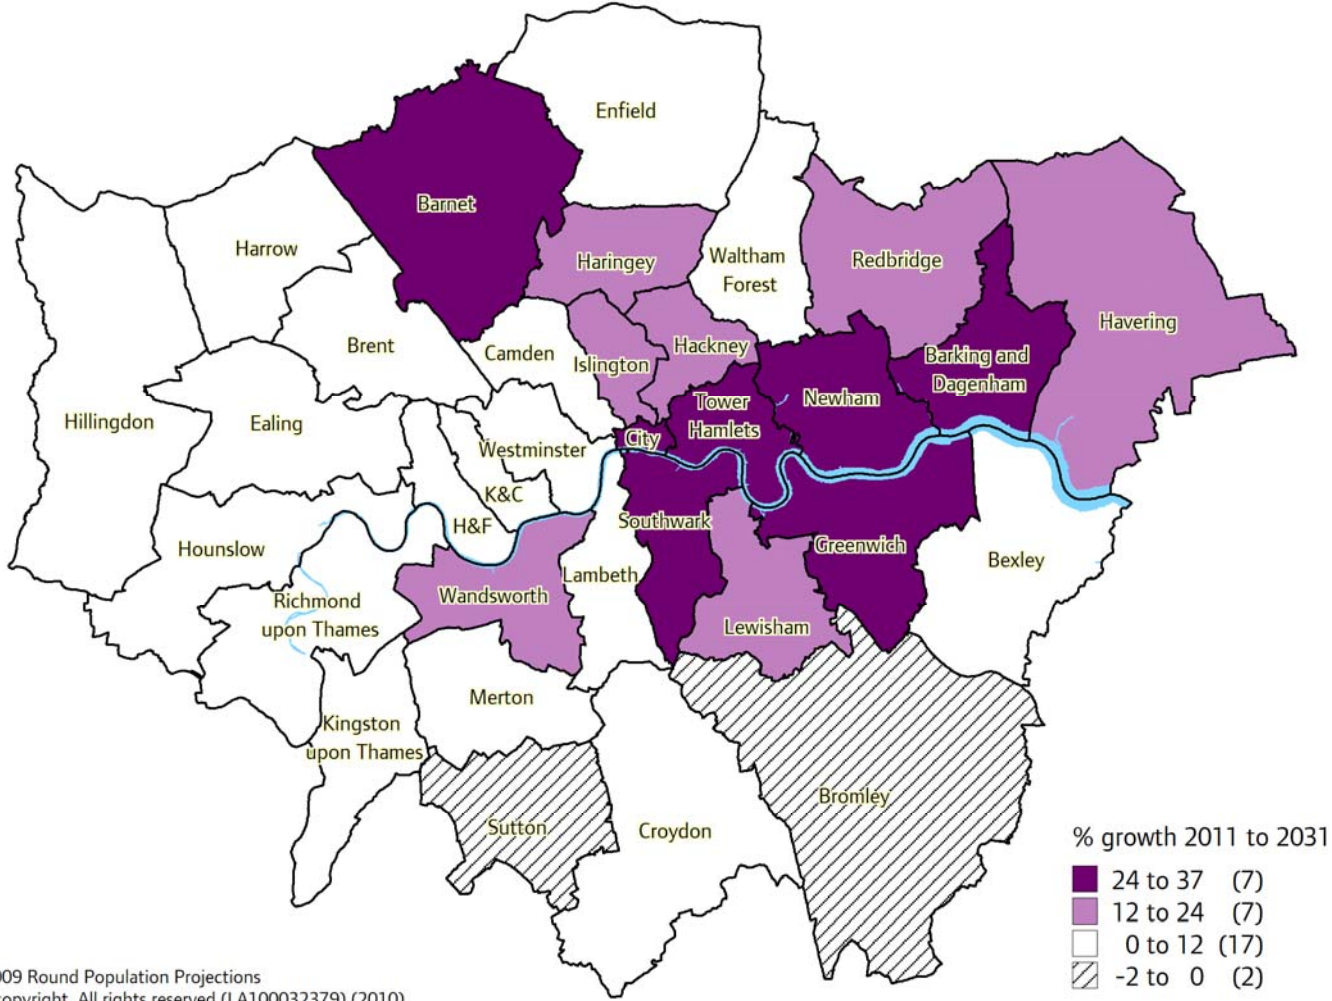 Enfield
Barnet
Harrow
Haringey
Waltham
Forest
Redbridge
Havering
Brent
Camden
Islington
Hackney
Barking and
Dagenham
Hillingdon
Ealing
Tower
Hamlets
Newham
City
Westminster
K&C
H&F
Southwark
Greenwich
Hounslow
Bexley
Lambeth
Wandsworth
Richmond
upon Thames
Lewisham
Merton
Kingston
upon Thames
Sutton
Croydon
Bromley
% growth 2011 to 2031
24 to 37 (7)
12 to 24 (7)
0 to 12 (17)
-2 to 0 (2)
09 Round Population Projections
opyright. All rights reserved (LA100032379) (2010)